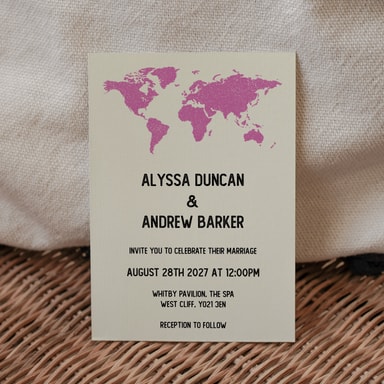 ALYSSA DUNCAN
&
ANDREW BARKER
INVITE YOU TO CELEBRATE THEIR MARRIAGE
AUGUST 28TH 2027 AT 12:00PM
WHITBY PAVILION, THE SPA
WEST CLIFF, YO21 3EN
RECEPTION TO FOLLOW